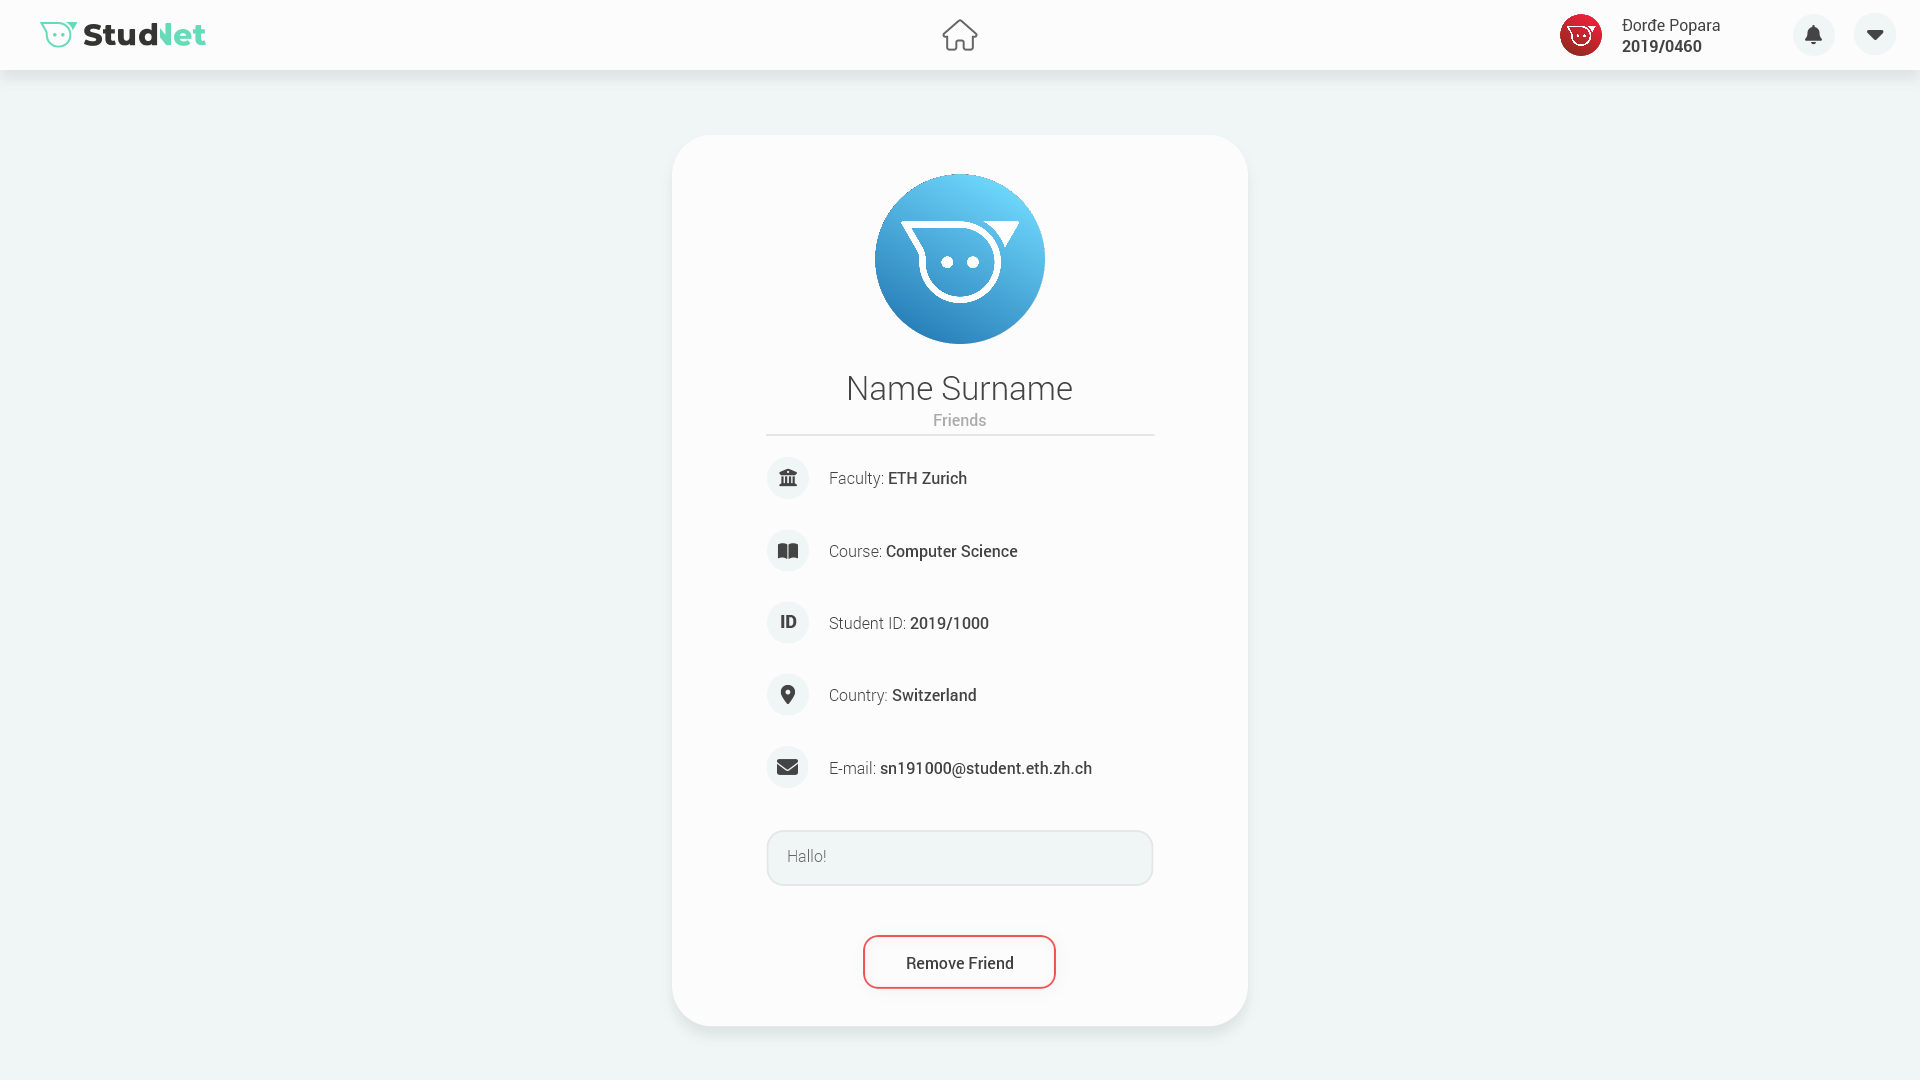 StudNet
Đorđe Popara
2019/0460
Name Surname
Friends
Faculty: ETH Zurich
Course: Computer Science
ID
Student ID: 2019/1000
Country: Switzerland
E-mail: sn191000@student.eth.zh.ch
Hallo!
Remove Friend